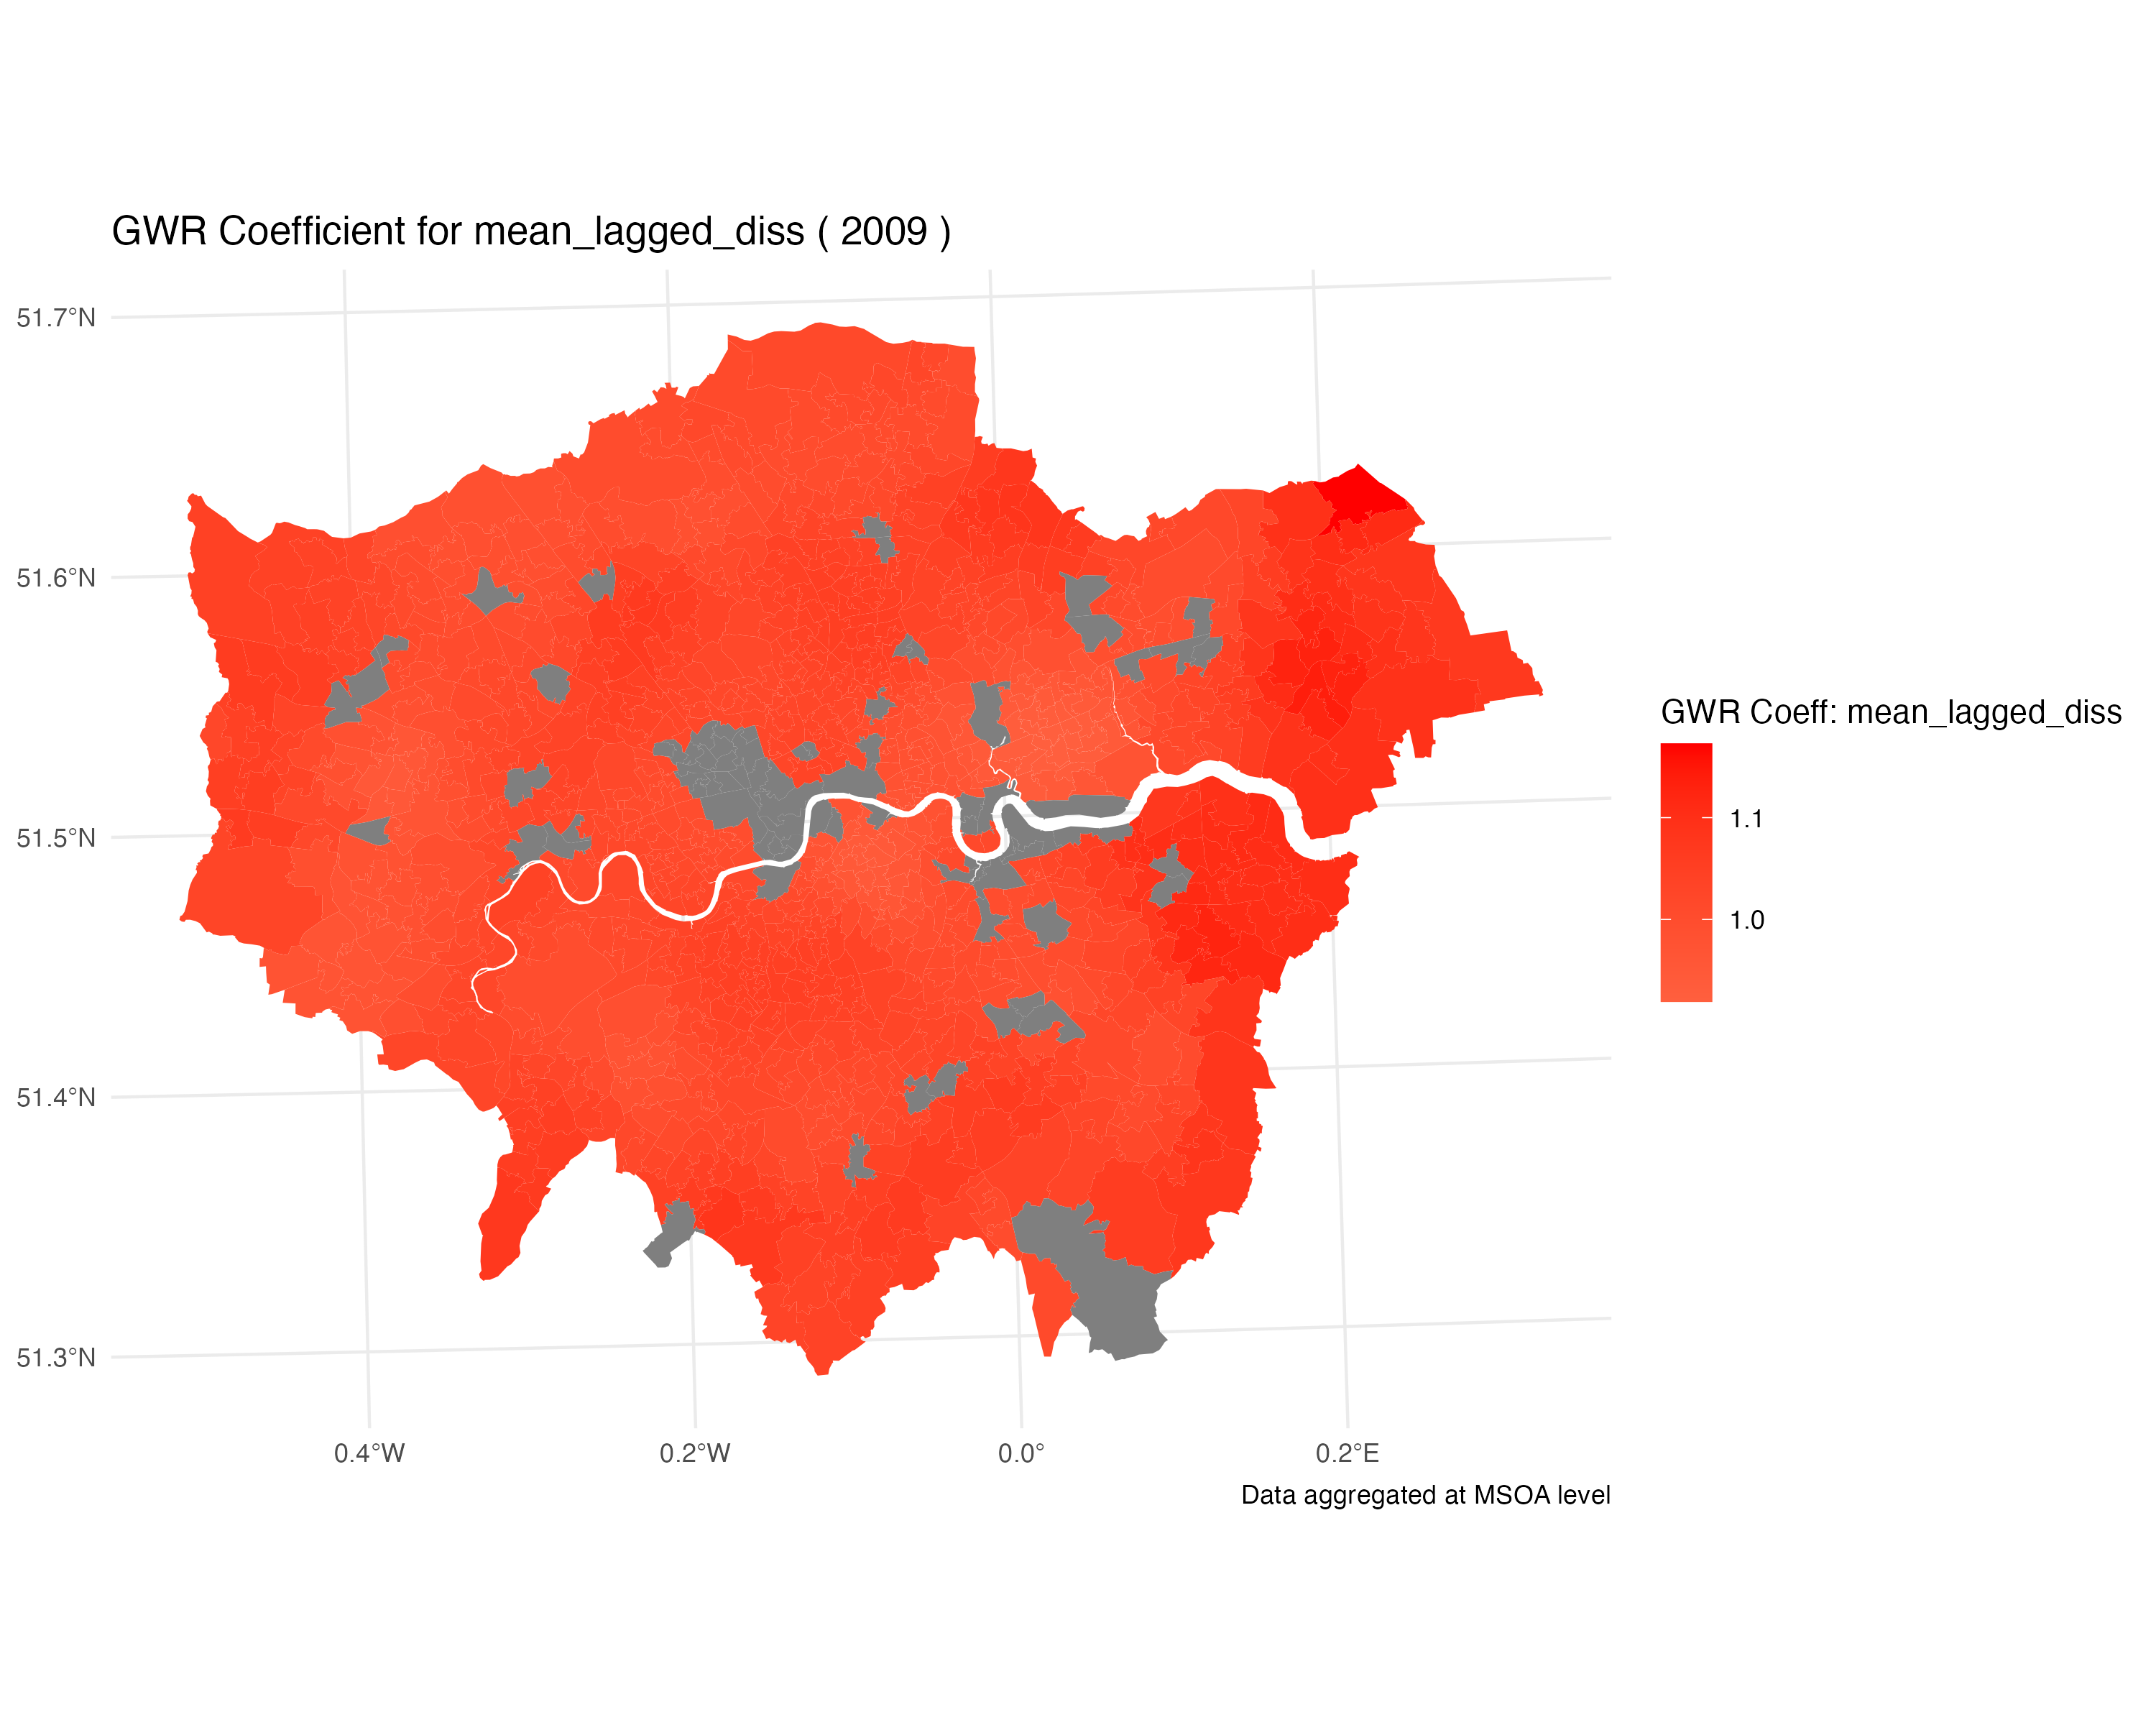 GWR Coefficient for mean_lagged_diss ( 2009 )
51.7°N
51.6°N
51.5°N
51.4°N
51.3°N
0.4°W
0.2°W
0.0°
0.2°E
GWR Coeff: mean_lagged_diss
1.1
1.0
Data aggregated at MSOA level